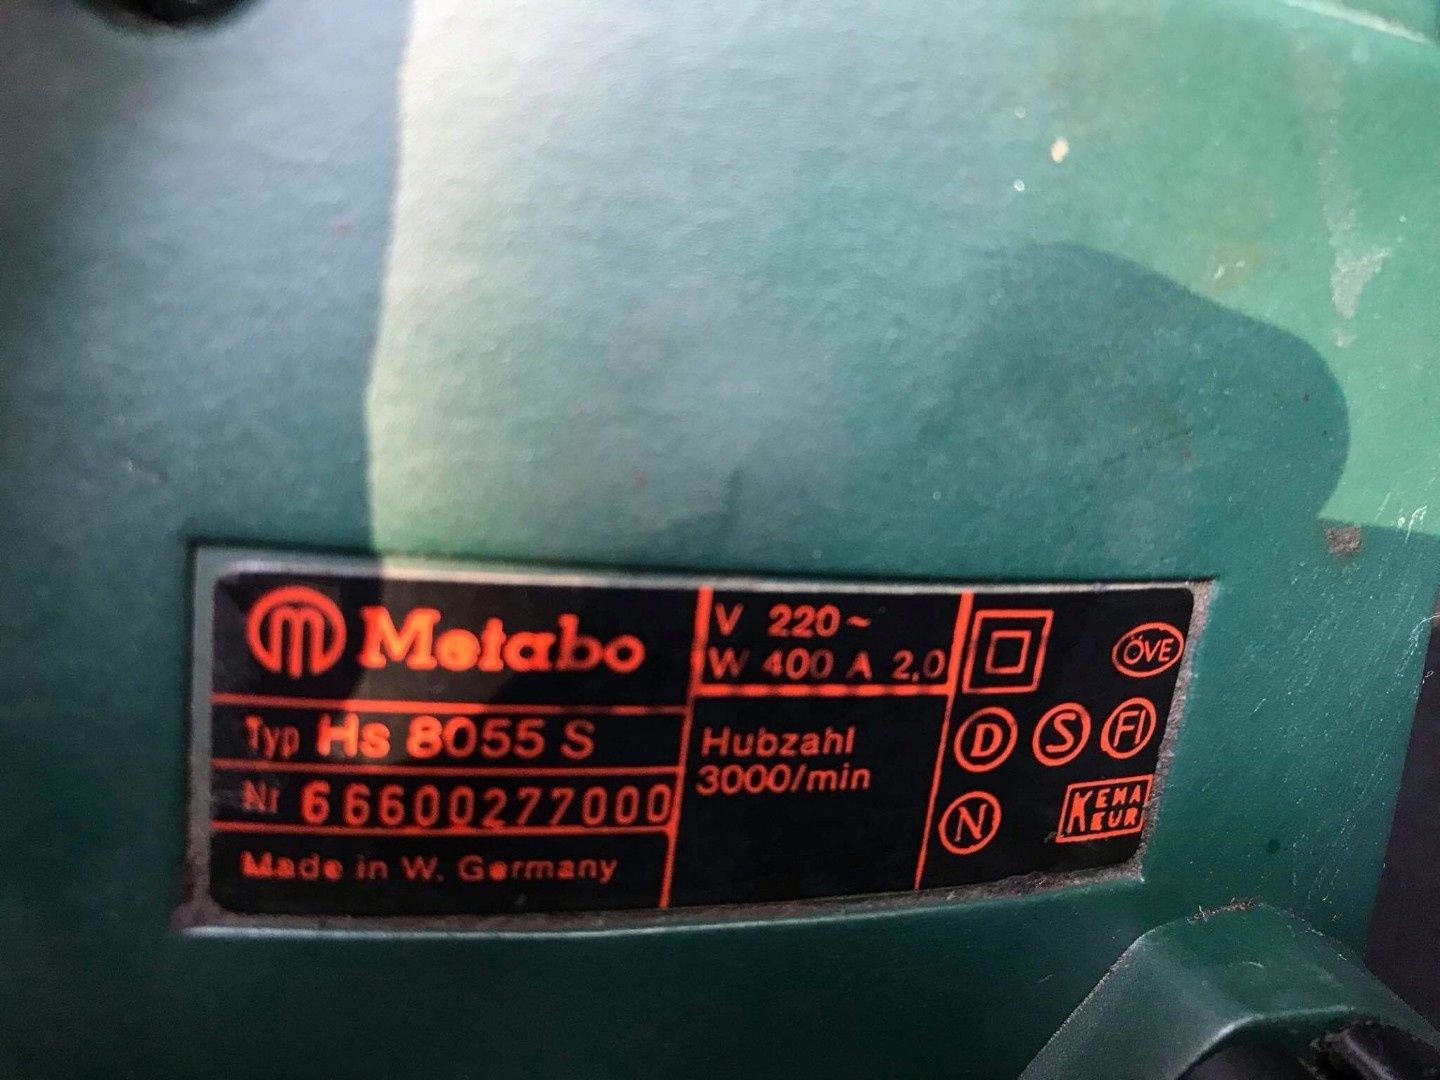 Metabo
Typ Hs 8055 S
Nr 66600277000
Made in W. Germany
V 220~
W 400 A 2,0
Hubzahl
3000/min
ÖVE
D S FI
N KEMA
KEUR